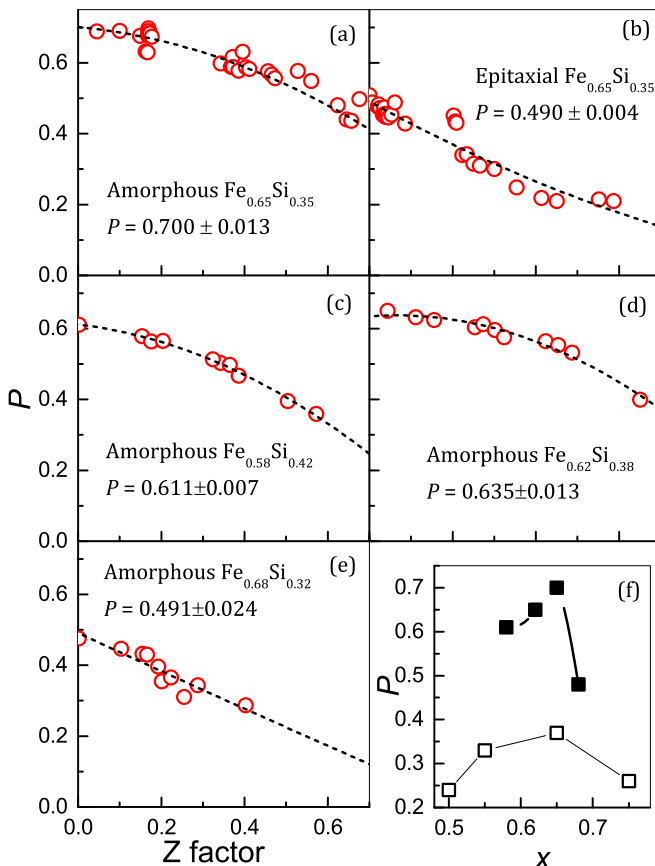 (a)
0.6
0.4
0.2
0.0
Amorphous Fe0.65Si0.35
P = 0.700 ± 0.013
(b)
Epitaxial Fe0.65Si0.35
P = 0.490 ± 0.004
(c)
0.6
0.4
0.2
0.0
P
Amorphous Fe0.58Si0.42
P = 0.611±0.007
(d)
Amorphous Fe0.62Si0.38
P = 0.635±0.013
(e)
Amorphous Fe0.68Si0.32
P = 0.491±0.024
0.6
0.4
0.2
0.0
0.0 0.2 0.4 0.6
Z factor
(f)
0.7
0.6
0.5
0.4
0.3
0.2
P
0.5 0.6 0.7
x